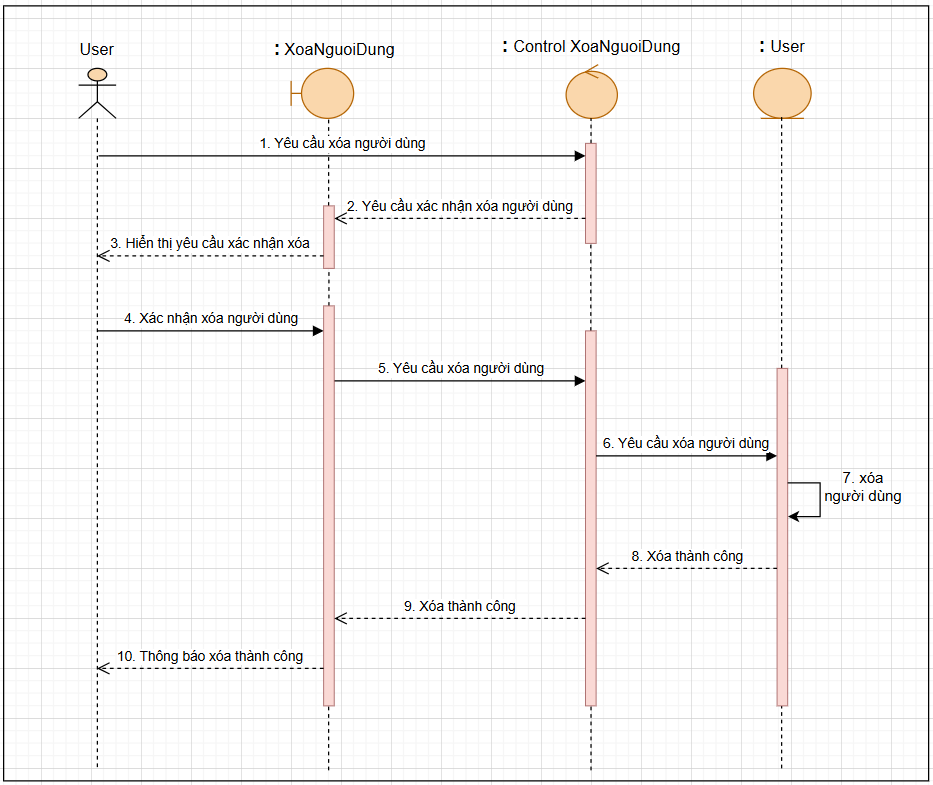 User
: XoaNguoiDung
: Control XoaNguoiDung
: User
1. Yêu cầu xóa người dùng
2. Yêu cầu xác nhận xóa người dùng
3. Hiển thị yêu cầu xác nhận xóa
4. Xác nhận xóa người dùng
5. Yêu cầu xóa người dùng
6. Yêu cầu xóa người dùng
7. xóa
người dùng
8. Xóa thành công
9. Xóa thành công
10. Thông báo xóa thành công